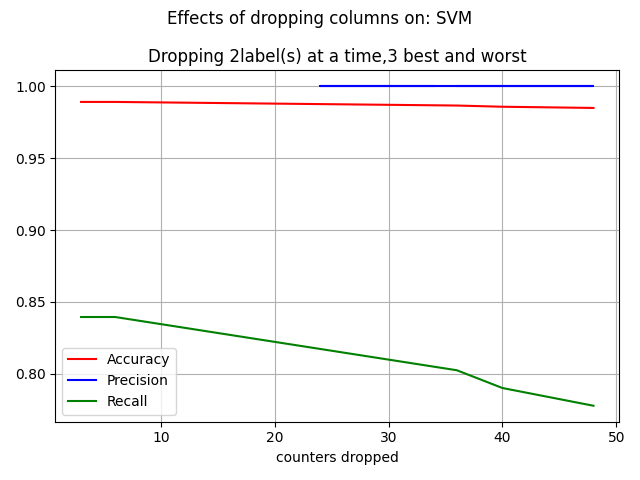 Effects of dropping columns on: SVM
Dropping 2label(s) at a time,3 best and worst
1.00
0.95
0.90
0.85
0.80
Accuracy
Precision
Recall
10 20 30 40 50
counters dropped